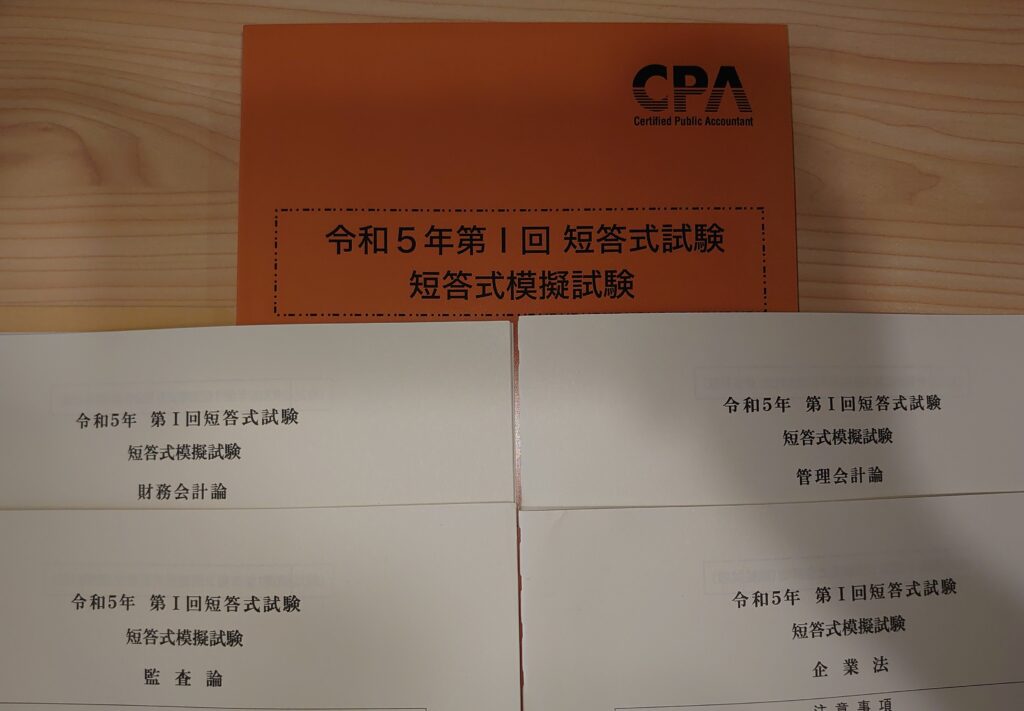 CPA
Certified Public Accountant
令和5年第Ⅰ回 短答式試験
短答式模擬試験
令和5年 第Ⅰ回短答式試験
短答式模擬試験
財務会計論
令和5年 第Ⅰ回短答式試験
短答式模擬試験
管理会計論
令和5年 第Ⅰ回短答式試験
短答式模擬試験
監査論
令和5年 第Ⅰ回短答式試験
短答式模擬試験
企業法
注意事項